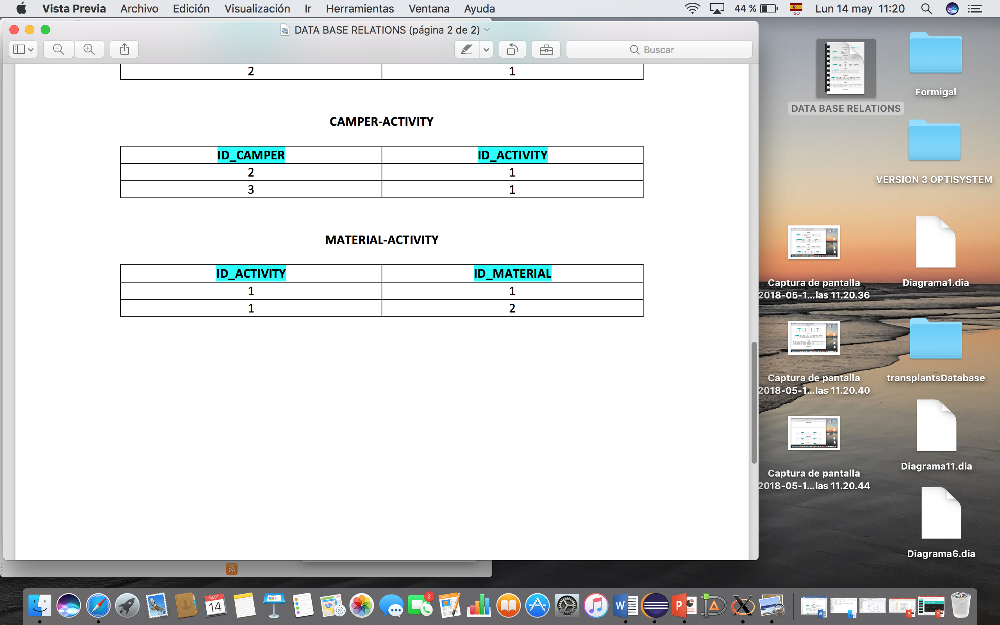 Vista Previa Archivo Edición Visualización Ir Herramientas Ventana Ayuda 44 % ISO Lun 14 may 11:20
DATA BASE RELATIONS (página 2 de 2)
Buscar
2 1
CAMPER-ACTIVITY
ID_CAMPER ID_ACTIVITY
2 1
3 1
MATERIAL-ACTIVITY
ID_ACTIVITY ID_MATERIAL
1 1
1 2
DATA BASE RELATIONS
Formigal
VERSION 3 OPTISYSTEM
Captura de pantalla
2018-05-1...las 11.20.36
Diagrama1.dia
Captura de pantalla
2018-05-1...las 11.20.40
transplantsDatabase
Diagrama11.dia
Captura de pantalla
2018-05-1...las 11.20.44
Diagrama6.dia
MAY
14
3D
2
PAGES
W
P